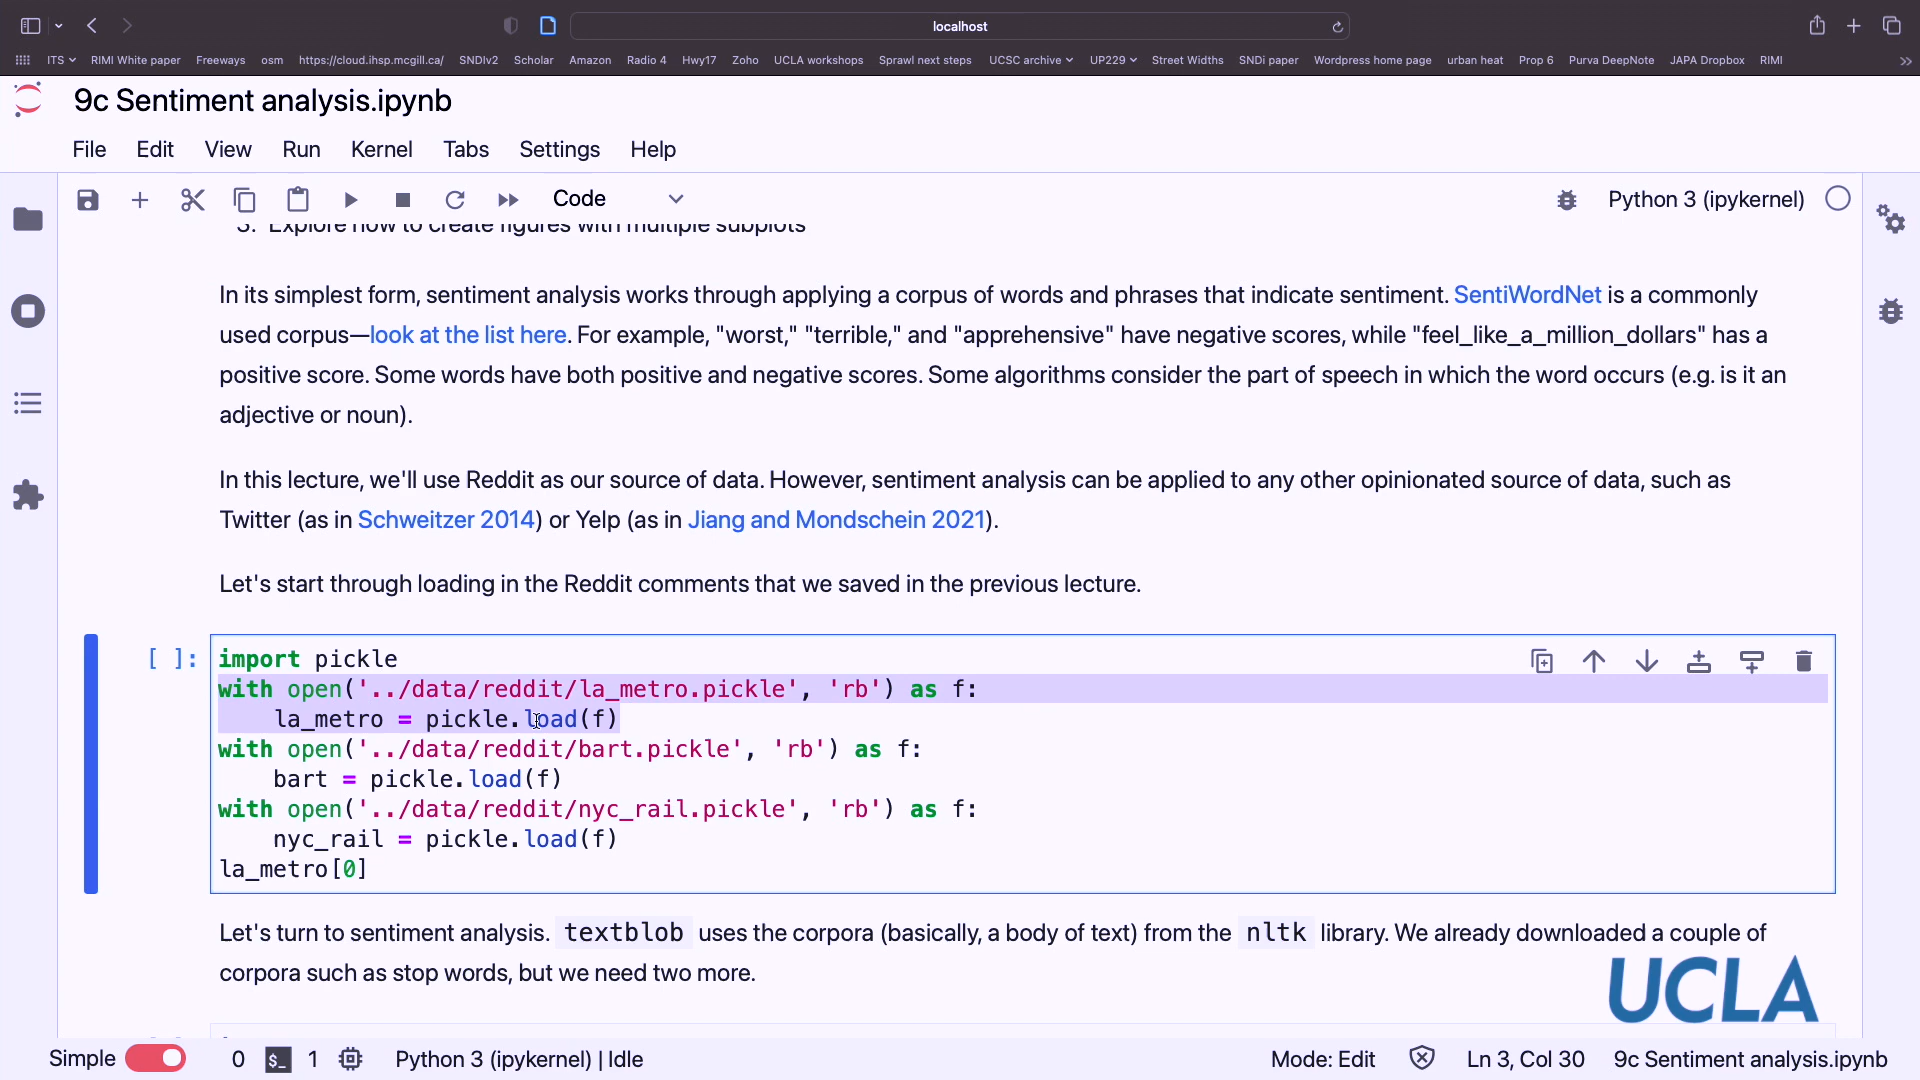 localhost
ITS RIMI White paper Freeways osm https://cloud.ihsp.mcgill.ca/ SNDIv2 Scholar Amazon Radio 4 Hwy17 Zoho UCLA workshops Sprawl next steps UCSC archive UP229 Street Widths SNDi paper Wordpress home page urban heat Prop 6 Purva DeepNote JAPA Dropbox RIMI
9c Sentiment analysis.ipynb
File Edit View Run Kernel Tabs Settings Help
Code Python 3 (ipykernel)
3. Explore how to create figures with multiple subplots
In its simplest form, sentiment analysis works through applying a corpus of words and phrases that indicate sentiment. SentiWordNet is a commonly
used corpus—look at the list here. For example, "worst," "terrible," and "apprehensive" have negative scores, while "feel_like_a_million_dollars" has a
positive score. Some words have both positive and negative scores. Some algorithms consider the part of speech in which the word occurs (e.g. is it an
adjective or noun).
In this lecture, we'll use Reddit as our source of data. However, sentiment analysis can be applied to any other opinionated source of data, such as
Twitter (as in Schweitzer 2014) or Yelp (as in Jiang and Mondschein 2021).
Let's start through loading in the Reddit comments that we saved in the previous lecture.
[ ]: import pickle
with open('../data/reddit/la_metro.pickle', 'rb') as f:
    la_metro = pickle.load(f)
with open('../data/reddit/bart.pickle', 'rb') as f:
    bart = pickle.load(f)
with open('../data/reddit/nyc_rail.pickle', 'rb') as f:
    nyc_rail = pickle.load(f)
la_metro[0]
Let's turn to sentiment analysis. textblob uses the corpora (basically, a body of text) from the nltk library. We already downloaded a couple of
corpora such as stop words, but we need two more.
UCLA
Simple 0 $_ 1 Python 3 (ipykernel) | Idle Mode: Edit Ln 3, Col 30 9c Sentiment analysis.ipynb